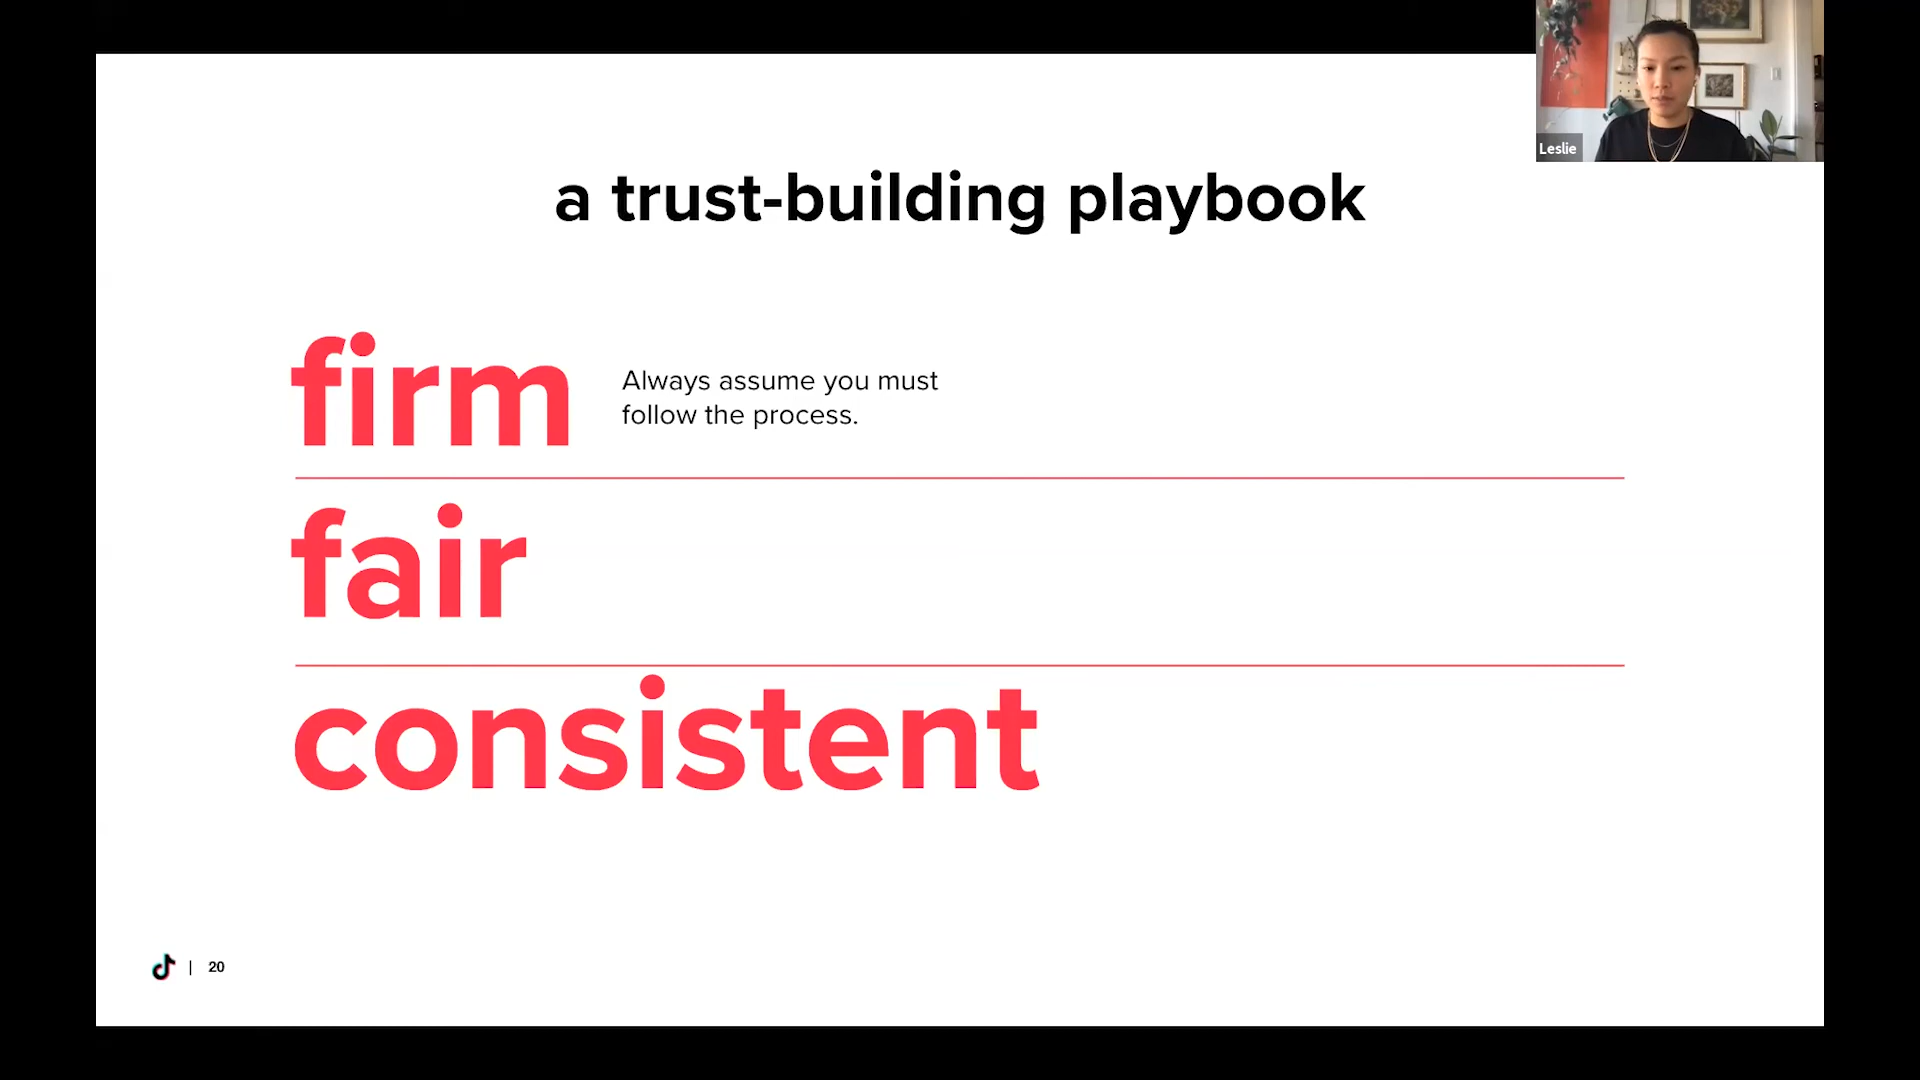 Leslie
a trust-building playbook
firm
Always assume you must
follow the process.
fair
consistent
| 20